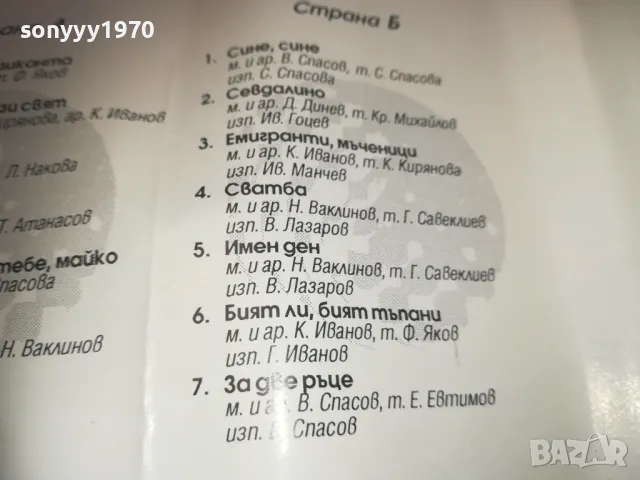 sonyyy1970
Страна Б
1. Сине, сине
м. и ар. В. Спасов, т. С. Спасова
изп. С. Спасова
2. Севдалино
м. и ар. Д. Динев, т. Кр. Михайлов
изп. Ив. Гоцев
3. Емигранти, мъченици
м. и ар. К. Иванов, т. К. Кирянова
изп. Ив. Манчев
4. Сватба
м. и ар. Н. Ваклинов, т. Г. Савеклиев
изп. В. Лазаров
5. Имен ден
м. и ар. Н. Ваклинов, т. Г. Савеклиев
изп. В. Лазаров
6. Бият ли, бият тъпани
м. и ар. К. Иванов, т. Ф. Яков
изп. Г. Иванов
7. За две ръце
м. и ар. В. Спасов, т. Е. Евтимов
изп. В. Спасов
Ф. Яков
свят
ар. К. Иванов
Л. Накова
Т. Атанасов
тебе, майко
Н. Ваклинов
BAZAR